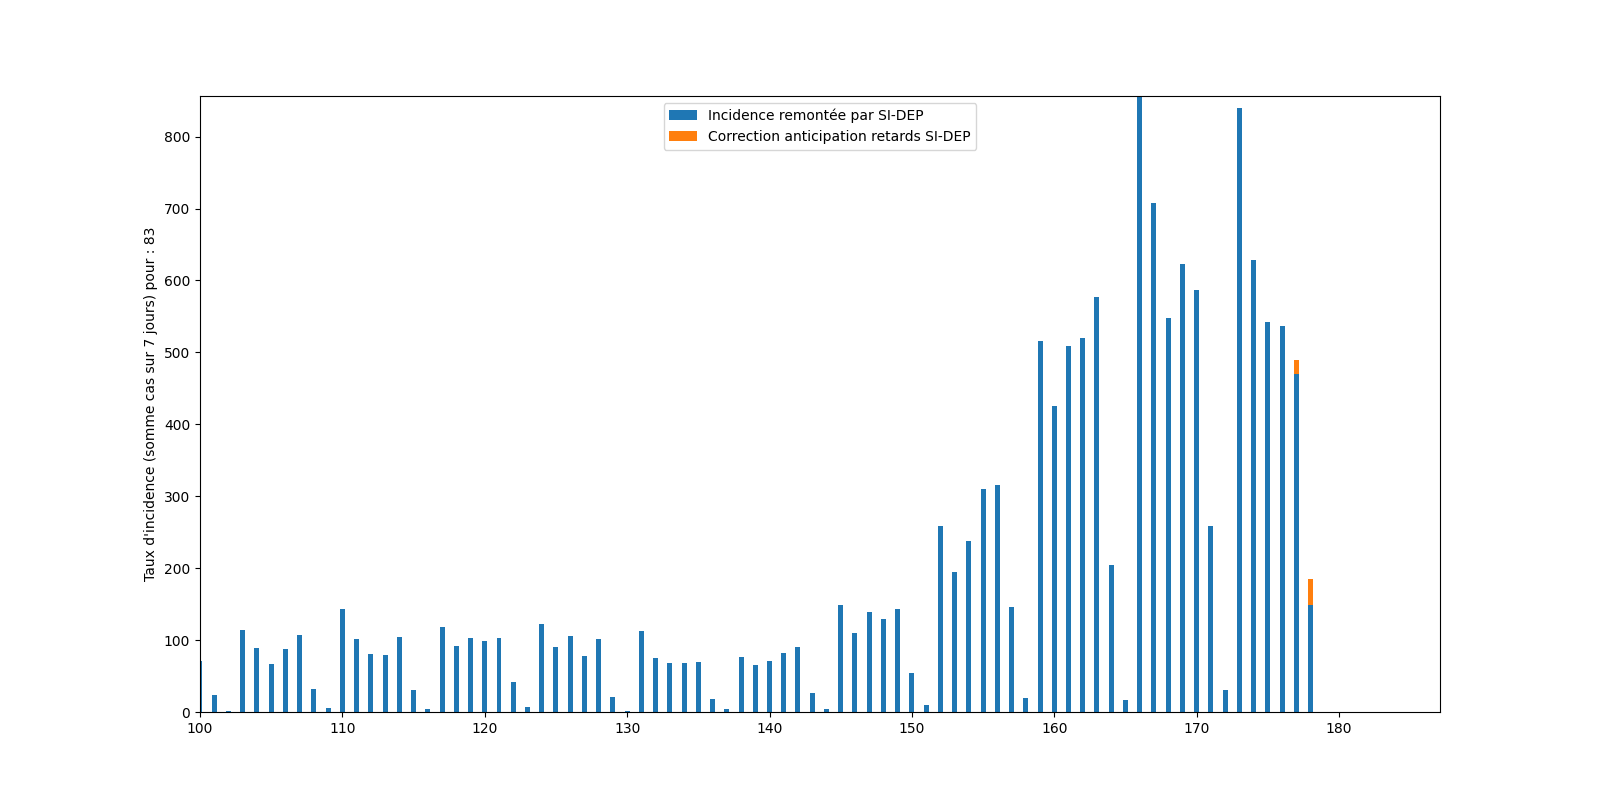 Incidence remontée par SI-DEP
Correction anticipation retards SI-DEP
Taux d'incidence (somme cas sur 7 jours) pour : 83
800
700
600
500
400
300
200
100
0
100 110 120 130 140 150 160 170 180